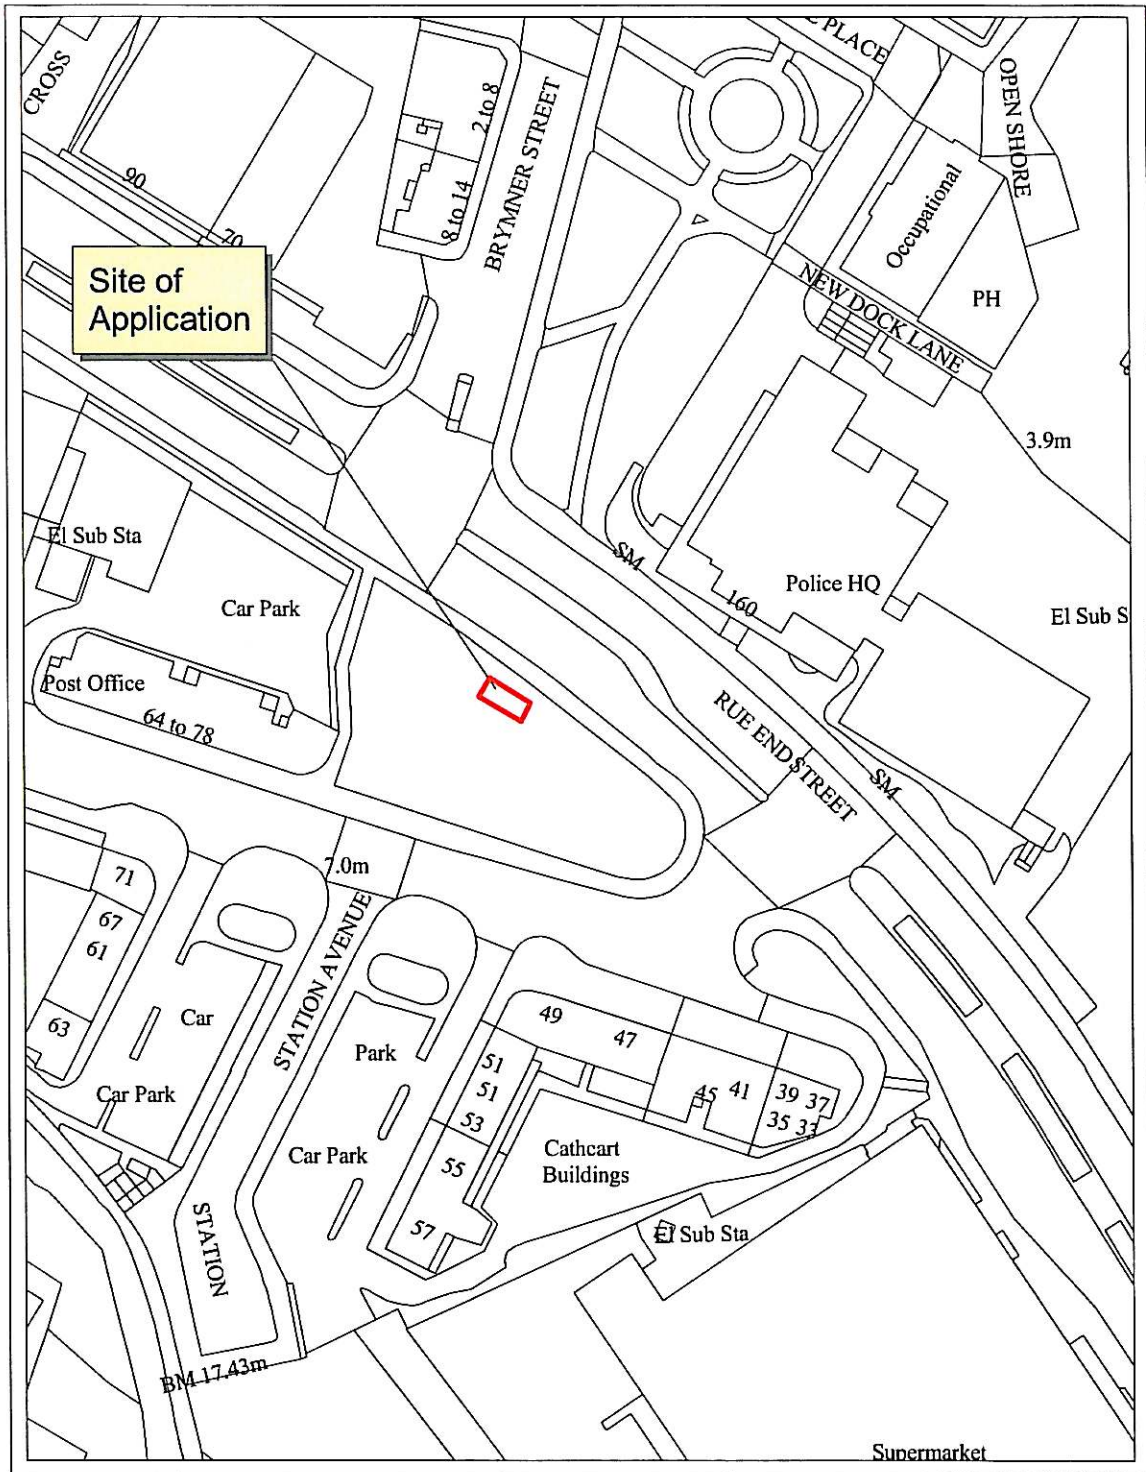 PLACE
CROSS
OPEN SHORE
2 to 8
8 to 14
BRYMNER STREET
90
70
Occupational
Site of
Application
PH
NEW DOCK LANE
3.9m
El Sub Sta
SM
Police HQ
160
Car Park
El Sub S
Post Office
64 to 78
RUE END STREET
SM
7.0m
71
67
61
63
STATION AVENUE
Car
Park
Car Park
49
47
51
51
53
45
41
39
37
35
33
Car Park
55
57
Cathcart
Buildings
STATION
El Sub Sta
BM 17.43m
Supermarket